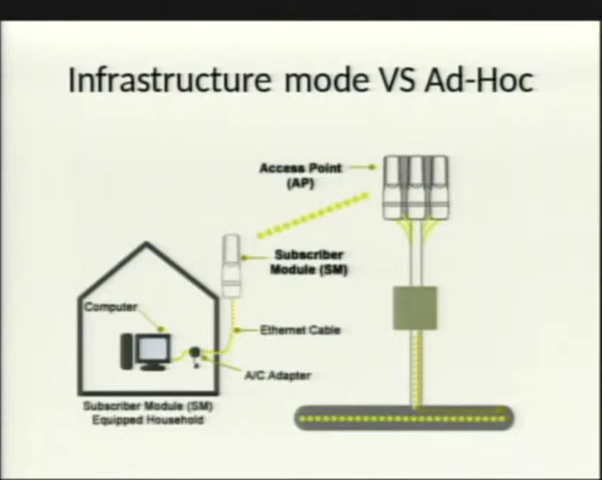 Infrastructure mode VS Ad-Hoc
Access Point
(AP)
Subscriber
Module (SM)
Computer
Ethernet Cable
A/C Adapter
Subscriber Module (SM)
Equipped Household